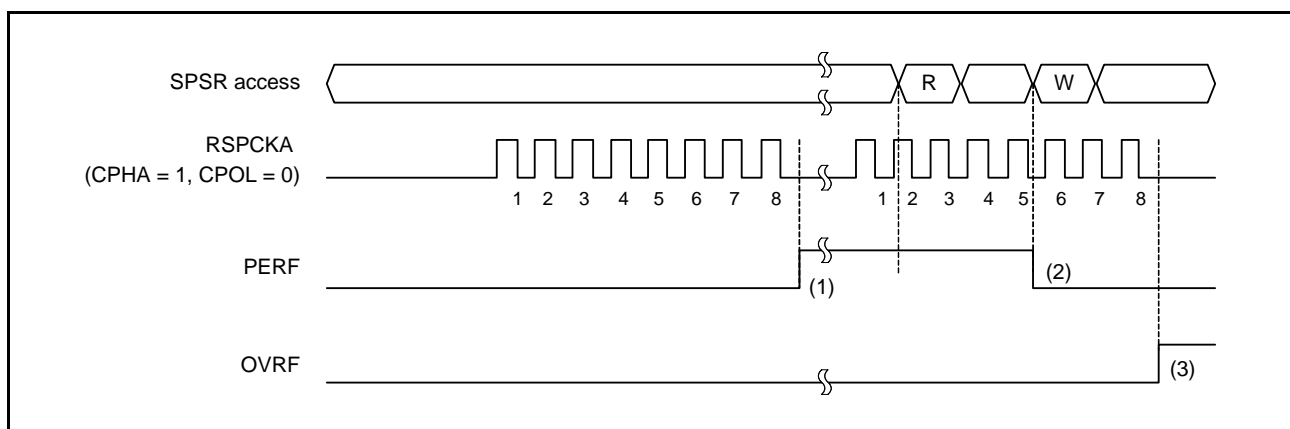 SPSR access
R
W
RSPCKA
(CPHA = 1, CPOL = 0)
1 2 3 4 5 6 7 8
1 2 3 4 5 6 7 8
PERF
(1)
(2)
OVRF
(3)